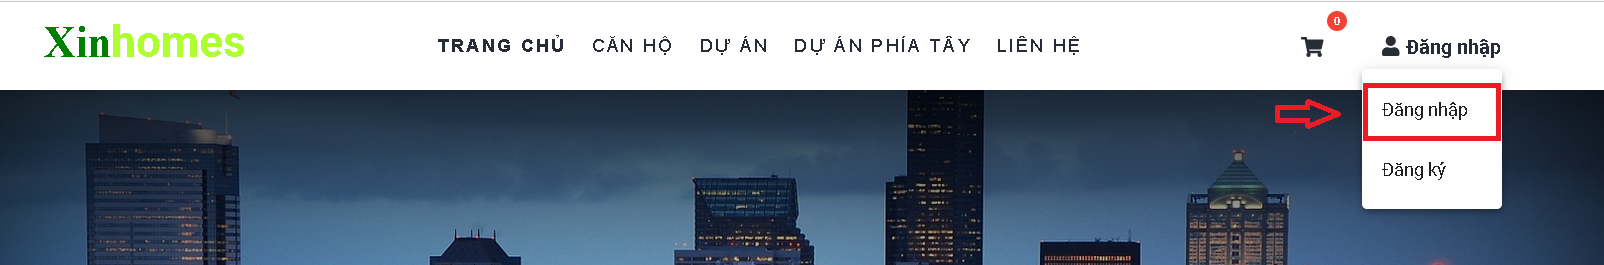 Xinhomes TRANG CHỦ CĂN HỘ DỰ ÁN DỰ ÁN PHÍA TÂY LIÊN HỆ 0 Đăng nhập
Đăng nhập
Đăng ký